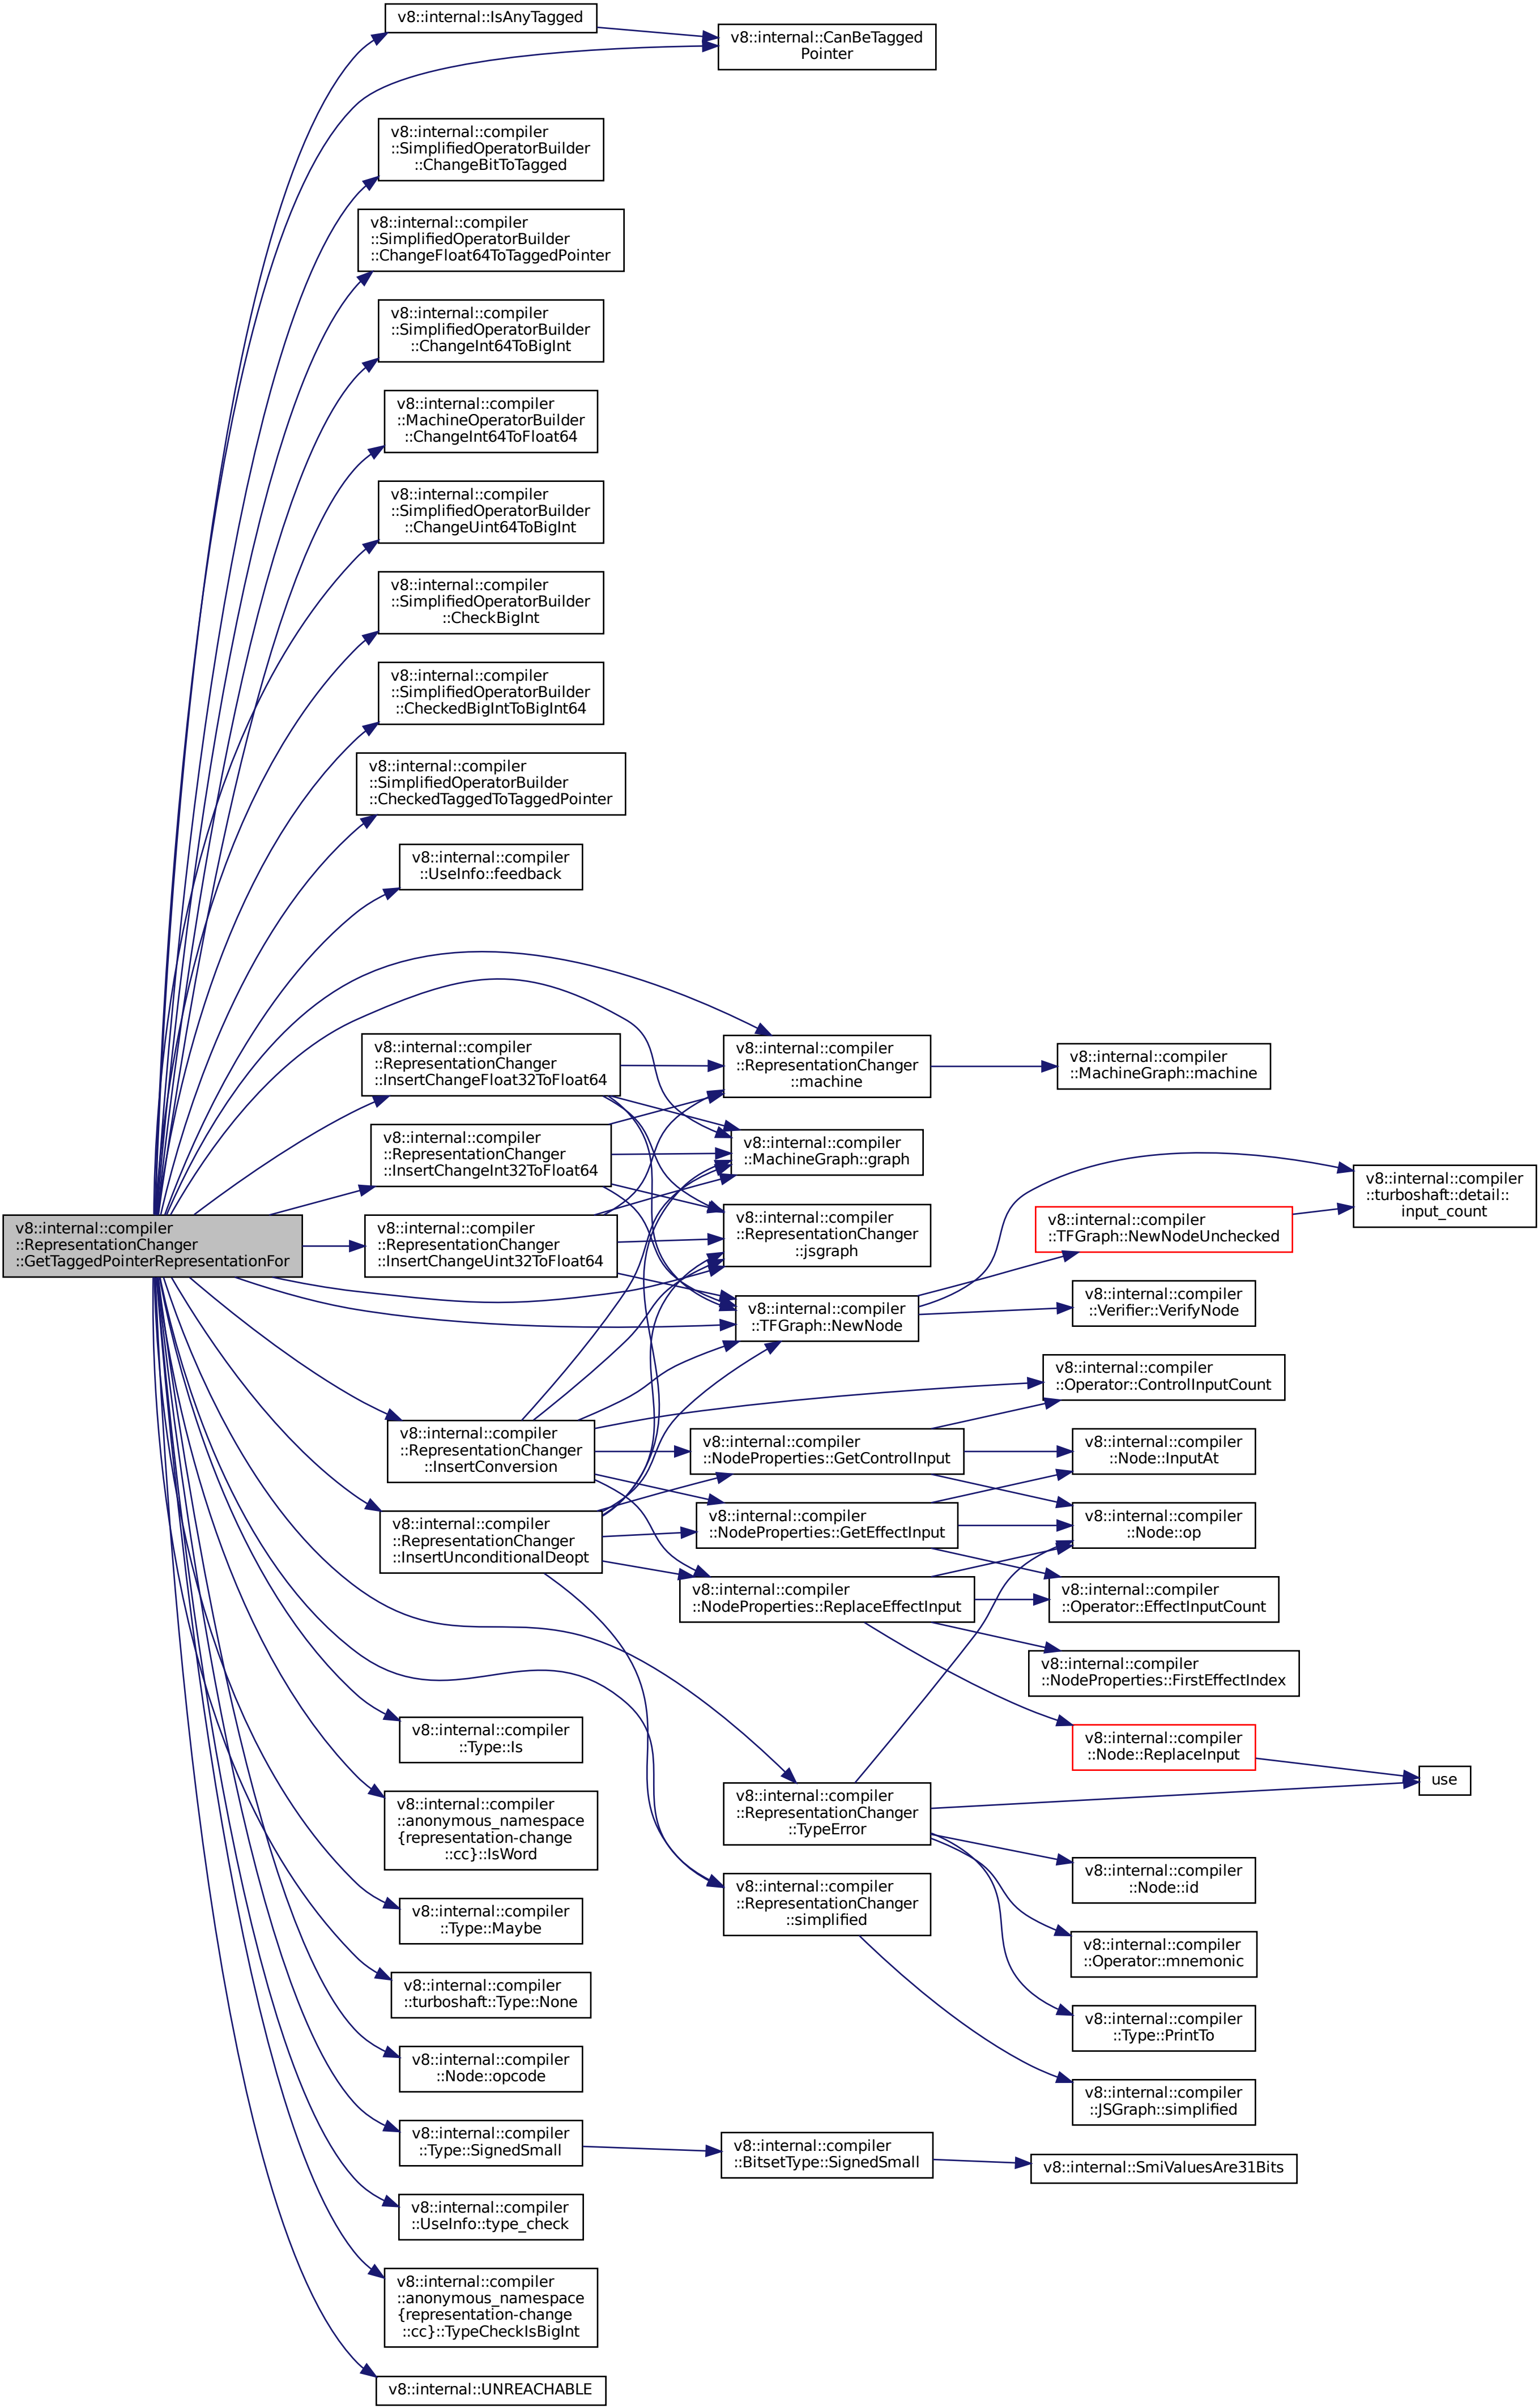 v8::internal::IsAnyTagged
v8::internal::CanBeTagged
Pointer
v8::internal::compiler
::SimplifiedOperatorBuilder
::ChangeBitToTagged
v8::internal::compiler
::SimplifiedOperatorBuilder
::ChangeFloat64ToTaggedPointer
v8::internal::compiler
::SimplifiedOperatorBuilder
::ChangeInt64ToBigInt
v8::internal::compiler
::MachineOperatorBuilder
::ChangeInt64ToFloat64
v8::internal::compiler
::SimplifiedOperatorBuilder
::ChangeUint64ToBigInt
v8::internal::compiler
::SimplifiedOperatorBuilder
::CheckBigInt
v8::internal::compiler
::SimplifiedOperatorBuilder
::CheckedBigIntToBigInt64
v8::internal::compiler
::SimplifiedOperatorBuilder
::CheckedTaggedToTaggedPointer
v8::internal::compiler
::UseInfo::feedback
v8::internal::compiler
::RepresentationChanger
::InsertChangeFloat32ToFloat64
v8::internal::compiler
::RepresentationChanger
::machine
v8::internal::compiler
::MachineGraph::machine
v8::internal::compiler
::RepresentationChanger
::InsertChangeInt32ToFloat64
v8::internal::compiler
::MachineGraph::graph
v8::internal::compiler
::turboshaft::detail::
input_count
v8::internal::compiler
::RepresentationChanger
::GetTaggedPointerRepresentationFor
v8::internal::compiler
::RepresentationChanger
::InsertChangeUint32ToFloat64
v8::internal::compiler
::RepresentationChanger
::jsgraph
v8::internal::compiler
::TFGraph::NewNodeUnchecked
v8::internal::compiler
::TFGraph::NewNode
v8::internal::compiler
::Verifier::VerifyNode
v8::internal::compiler
::Operator::ControlInputCount
v8::internal::compiler
::RepresentationChanger
::InsertConversion
v8::internal::compiler
::NodeProperties::GetControlInput
v8::internal::compiler
::Node::InputAt
v8::internal::compiler
::RepresentationChanger
::InsertUnconditionalDeopt
v8::internal::compiler
::NodeProperties::GetEffectInput
v8::internal::compiler
::Node::op
v8::internal::compiler
::NodeProperties::ReplaceEffectInput
v8::internal::compiler
::Operator::EffectInputCount
v8::internal::compiler
::NodeProperties::FirstEffectIndex
v8::internal::compiler
::Type::Is
v8::internal::compiler
::Node::ReplaceInput
use
v8::internal::compiler
::anonymous_namespace
{representation-change
::cc}::IsWord
v8::internal::compiler
::RepresentationChanger
::TypeError
v8::internal::compiler
::Node::id
v8::internal::compiler
::Type::Maybe
v8::internal::compiler
::RepresentationChanger
::simplified
v8::internal::compiler
::Operator::mnemonic
v8::internal::compiler
::turboshaft::Type::None
v8::internal::compiler
::Type::PrintTo
v8::internal::compiler
::Node::opcode
v8::internal::compiler
::JSGraph::simplified
v8::internal::compiler
::Type::SignedSmall
v8::internal::compiler
::BitsetType::SignedSmall
v8::internal::SmiValuesAre31Bits
v8::internal::compiler
::UseInfo::type_check
v8::internal::compiler
::anonymous_namespace
{representation-change
::cc}::TypeCheckIsBigInt
v8::internal::UNREACHABLE